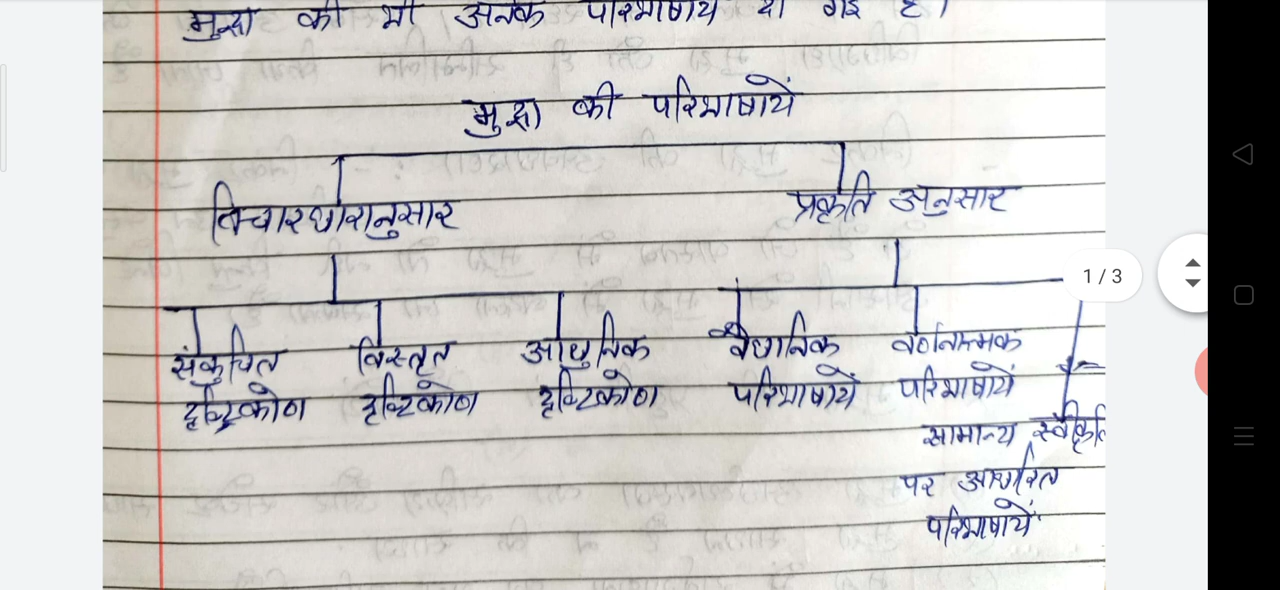 मुद्रा की भी अनेक परिभाषायें दी गई है।
मुद्रा की परिभाषायें
विचारधारानुसार प्रकृति अनुसार
1 / 3
संकुचित विस्तृत आधुनिक वैधानिक वर्णनात्मक
दृष्टिकोण दृष्टिकोण दृष्टिकोण परिभाषायें परिभाषायें
सामान्य स्वीकृति
पर आधारित
परिभाषायें